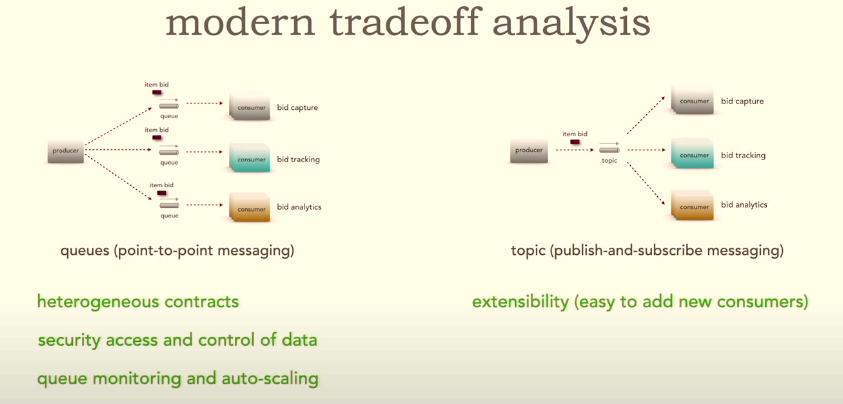 modern tradeoff analysis
item bid
queue
consumer
bid capture
item bid
producer
queue
consumer
bid tracking
item bid
queue
consumer
bid analytics
queues (point-to-point messaging)
heterogeneous contracts
security access and control of data
queue monitoring and auto-scaling
consumer
bid capture
item bid
producer
topic
consumer
bid tracking
consumer
bid analytics
topic (publish-and-subscribe messaging)
extensibility (easy to add new consumers)